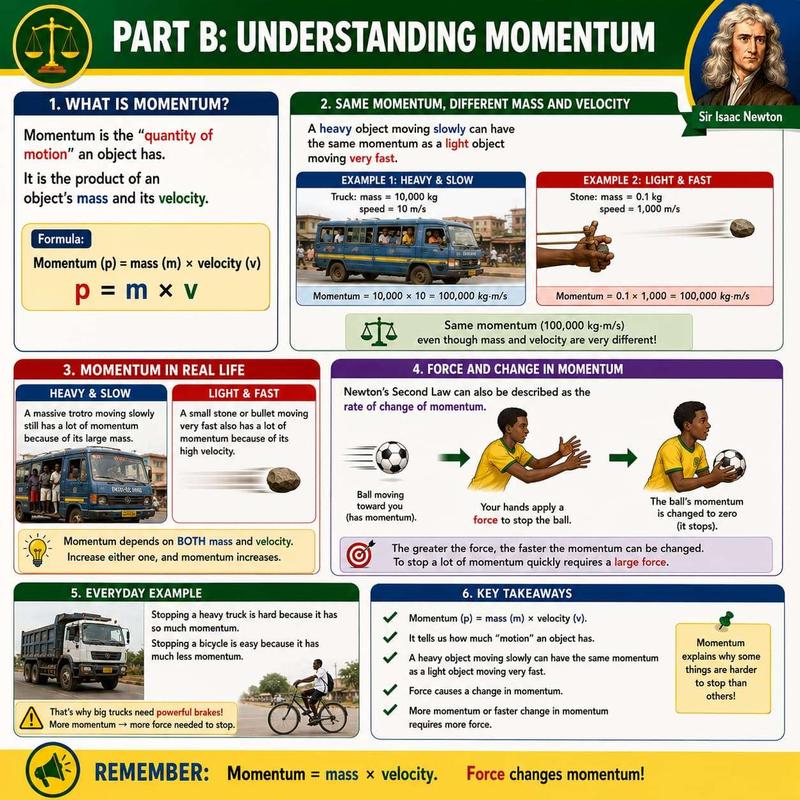 PART B: UNDERSTANDING MOMENTUM
Sir Isaac Newton
1. WHAT IS MOMENTUM?
Momentum is the “quantity of
motion” an object has.
It is the product of an
object’s mass and its velocity.
Formula:
Momentum (p) = mass (m) × velocity (v)
p = m × v
2. SAME MOMENTUM, DIFFERENT MASS AND VELOCITY
A heavy object moving slowly can have
the same momentum as a light object
moving very fast.
EXAMPLE 1: HEAVY & SLOW
Truck: mass = 10,000 kg
speed = 10 m/s
Momentum = 10,000 × 10 = 100,000 kg·m/s
EXAMPLE 2: LIGHT & FAST
Stone: mass = 0.1 kg
speed = 1,000 m/s
Momentum = 0.1 × 1,000 = 100,000 kg·m/s
Same momentum (100,000 kg·m/s)
even though mass and velocity are very different!
3. MOMENTUM IN REAL LIFE
HEAVY & SLOW
A massive trotro moving slowly
still has a lot of momentum
because of its large mass.
LIGHT & FAST
A small stone or bullet moving
very fast also has a lot of
momentum because of its
high velocity.
Momentum depends on BOTH mass and velocity.
Increase either one, and momentum increases.
4. FORCE AND CHANGE IN MOMENTUM
Newton’s Second Law can also be described as the
rate of change of momentum.
Ball moving
toward you
(has momentum).
Your hands apply a
force to stop the ball.
The ball’s momentum
is changed to zero
(it stops).
The greater the force, the faster the momentum can be changed.
To stop a lot of momentum quickly requires a large force.
5. EVERYDAY EXAMPLE
Stopping a heavy truck is hard because it has
so much momentum.
Stopping a bicycle is easy because it has
much less momentum.
That’s why big trucks need powerful brakes!
More momentum → more force needed to stop.
6. KEY TAKEAWAYS
Momentum (p) = mass (m) × velocity (v).
It tells us how much “motion” an object has.
A heavy object moving slowly can have the same momentum
as a light object moving very fast.
Force causes a change in momentum.
More momentum or faster change in momentum
requires more force.
Momentum
explains why some
things are harder
to stop than
others!
REMEMBER: Momentum = mass × velocity. Force changes momentum!